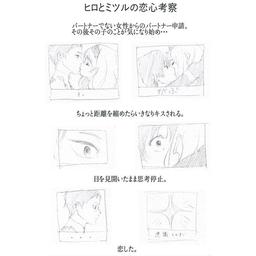 ヒロとミツルの恋心考察
パートナーでない女性からのパートナー申請。
その後その子のことが気になり始め・・・
ちょっと距離を縮めたらいきなりキスされる。
目を見開いたまま思考停止。
・・・
恋した。